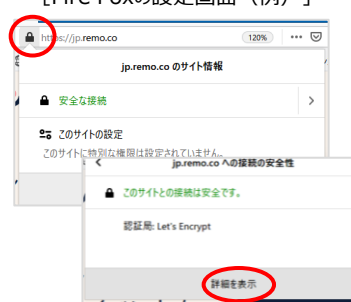 [Fire Foxの設定画面（例）]
https://jp.remo.co
120%
jp.remo.co のサイト情報
安全な接続
このサイトの設定
このサイトに特別な権限は設定されていません。
jp.remo.co への接続の安全性
このサイトとの接続は安全です。
認証局: Let's Encrypt
詳細を表示